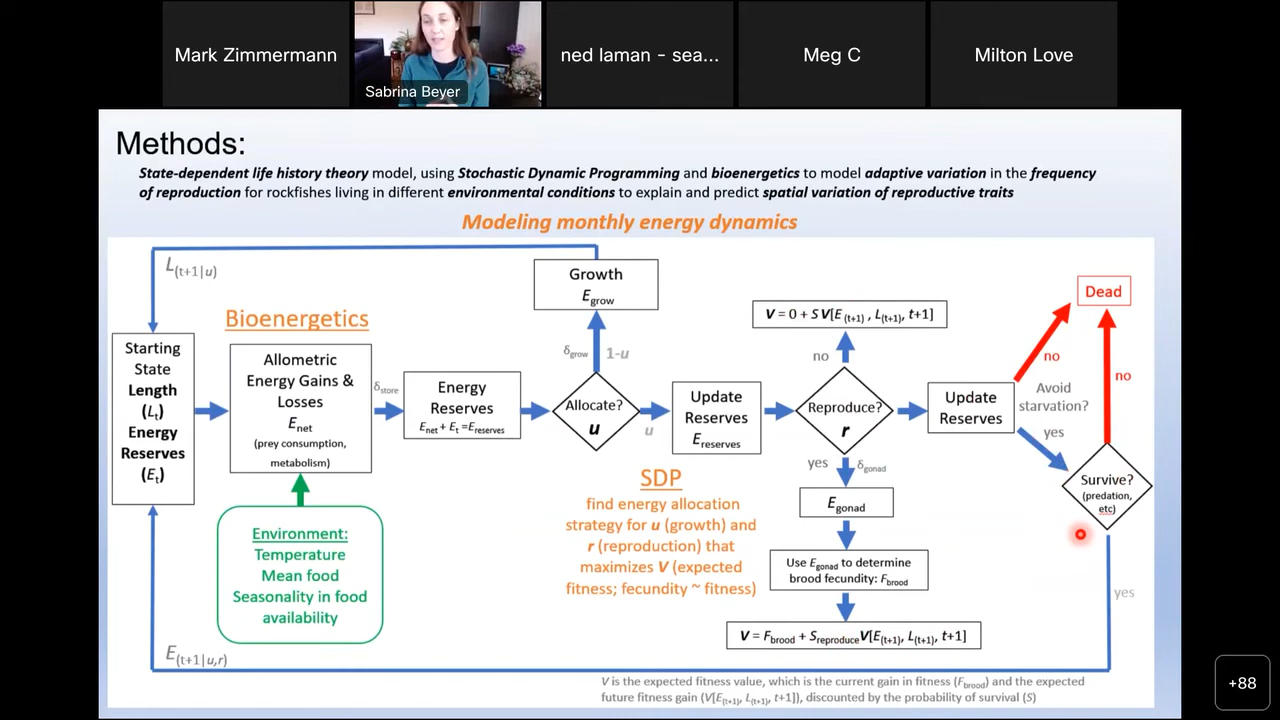 Mark Zimmermann
Sabrina Beyer
ned laman - sea...
Meg C
Milton Love
Methods:
State-dependent life history theory model, using Stochastic Dynamic Programming and bioenergetics to model adaptive variation in the frequency
of reproduction for rockfishes living in different environmental conditions to explain and predict spatial variation of reproductive traits
Modeling monthly energy dynamics
L(t+1|u)
Bioenergetics
Starting
State
Length
(Lt)
Energy
Reserves
(Et)
Allometric
Energy Gains &
Losses
Enet
(prey consumption,
metabolism)
Environment:
Temperature
Mean food
Seasonality in food
availability
δstore
Energy
Reserves
Enet + Et =Ereserves
Growth
Egrow
δgrow
1-u
Allocate?
u
u
Update
Reserves
Ereserves
SDP
find energy allocation
strategy for u (growth) and
r (reproduction) that
maximizes V (expected
fitness; fecundity ~ fitness)
V = 0 + S V[E(t+1) , L(t+1), t+1]
no
Reproduce?
r
yes
δgonad
Egonad
Use Egonad to determine
brood fecundity: Fbrood
V = Fbrood + SreproduceV[E(t+1), L(t+1), t+1]
Update
Reserves
Dead
no
no
Avoid
starvation?
yes
Survive?
(predation,
etc)
yes
E(t+1|u,r)
V is the expected fitness value, which is the current gain in fitness (Fbrood) and the expected
future fitness gain (V[E(t+1), L(t+1), t+1]), discounted by the probability of survival (S)
+88